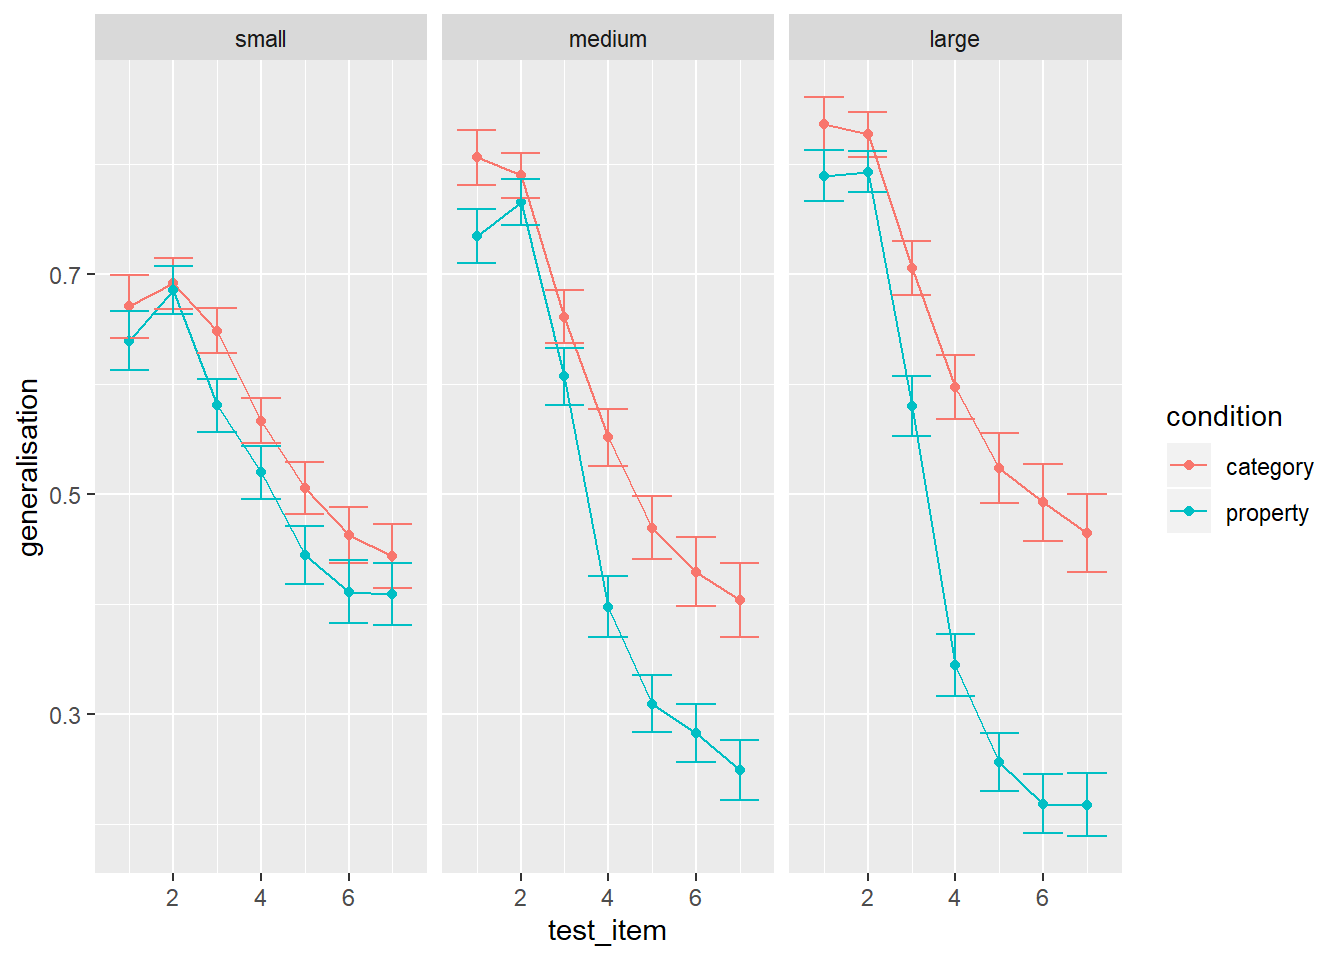 small medium large
0.7
0.5
0.3
generalisation
2 4 6 2 4 6 2 4 6
test_item
condition
category
property